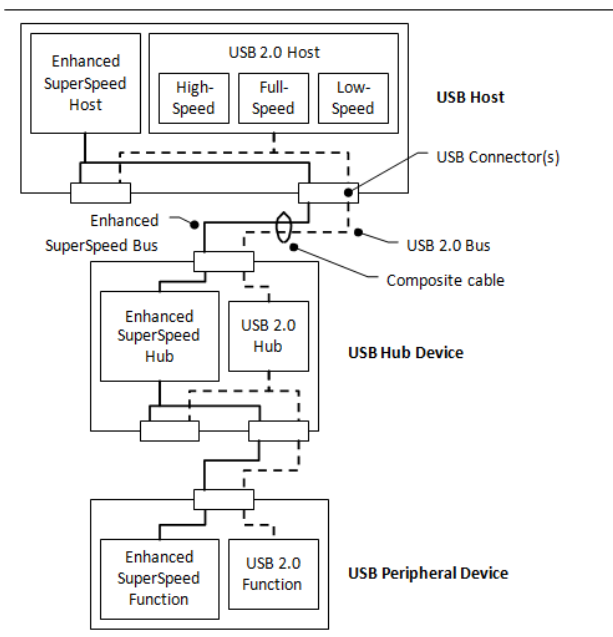 Enhanced
SuperSpeed
Host
USB 2.0 Host
High-
Speed
Full-
Speed
Low-
Speed
USB Host
USB Connector(s)
Enhanced
SuperSpeed Bus
USB 2.0 Bus
Composite cable
Enhanced
SuperSpeed
Hub
USB 2.0
Hub
USB Hub Device
Enhanced
SuperSpeed
Function
USB 2.0
Function
USB Peripheral Device